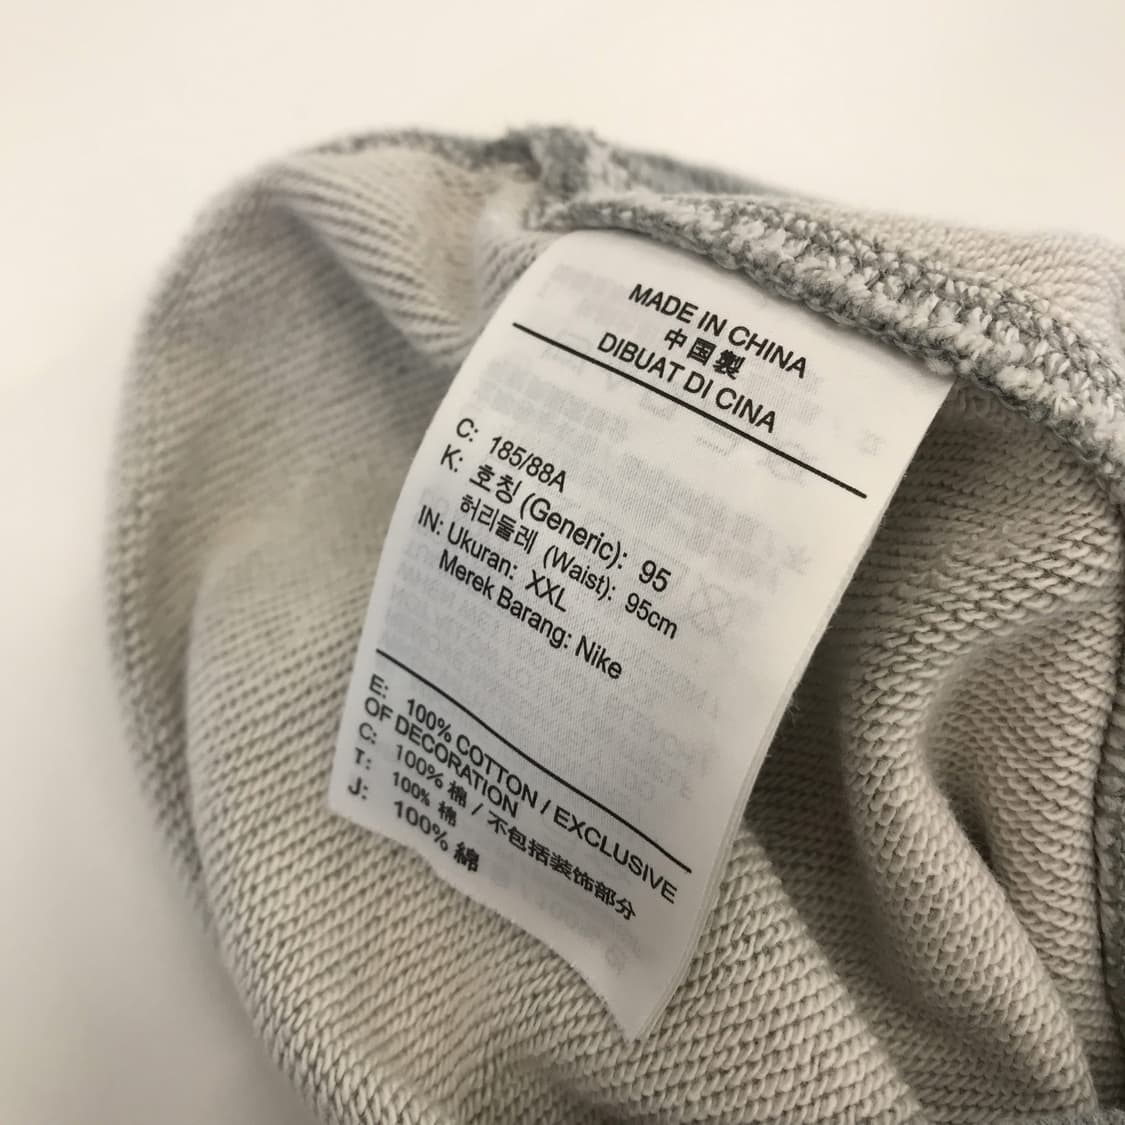 MADE IN CHINA
中国製
DIBUAT DI CINA
C: 185/88A
K: 호칭 (Generic): 95
허리둘레 (Waist): 95cm
IN: Ukuran: XXL
Merek Barang: Nike
E: 100% COTTON / EXCLUSIVE
OF DECORATION
C: 100% 棉 / 不包括装饰部分
T: 100% 棉
J: 100% 綿